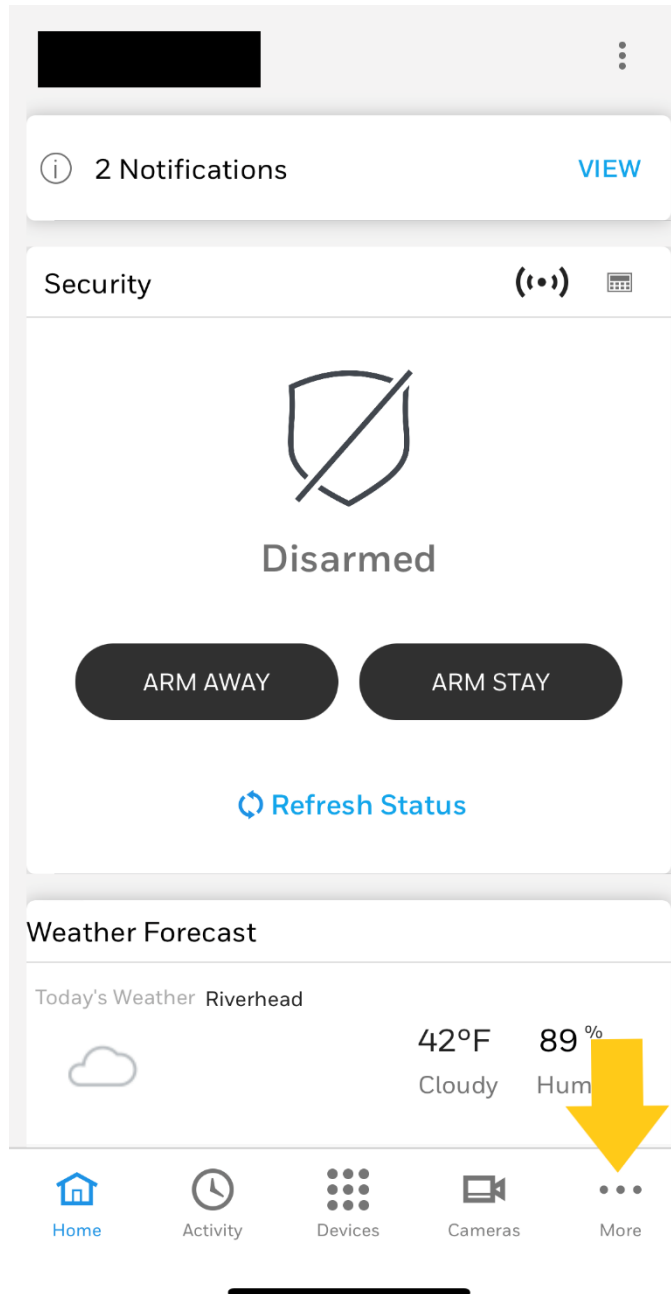 2 Notifications VIEW
Security
Disarmed
ARM AWAY ARM STAY
Refresh Status
Weather Forecast
Today's Weather Riverhead
42°F 89 %
Cloudy
Home Activity Devices Cameras More